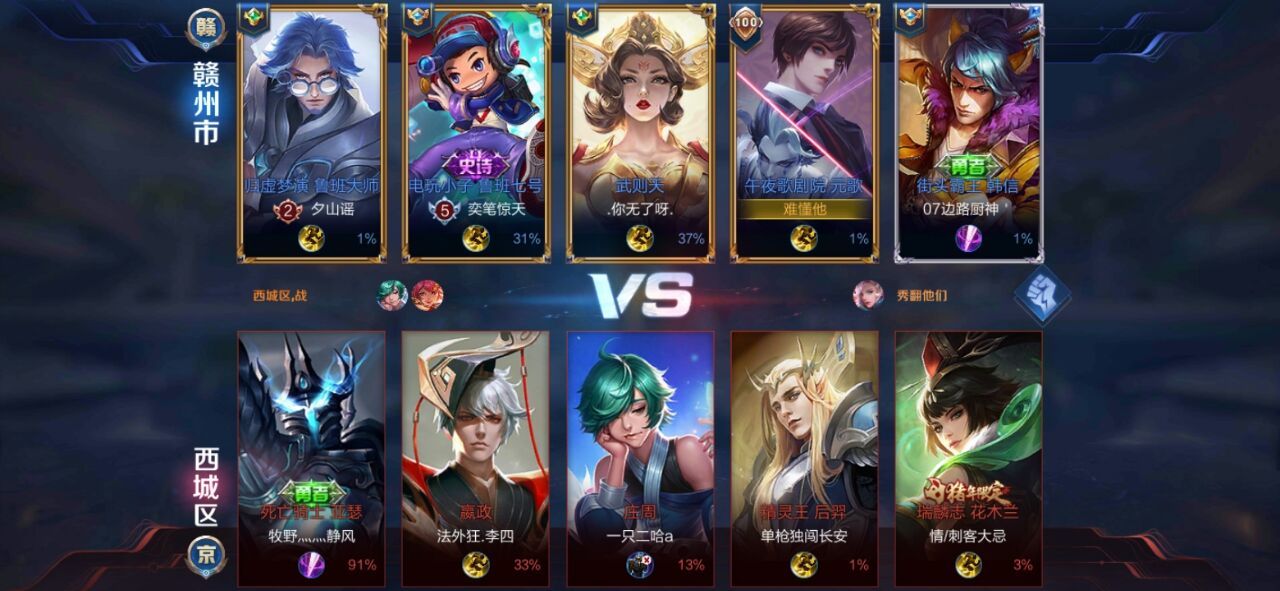 赣
赣州市
100
史诗
勇者
归虚梦演 鲁班大师
电玩小子 鲁班七号
武则天
午夜歌剧院 元歌
街头霸王 韩信
2 夕山谣
5 奕笔惊天
.你无了呀.
难懂他
07边路厨神 '
1%
31%
37%
1%
1%
西城区,战
VS
秀翻他们
勇者
猪年限定
死亡骑士 亚瑟
嬴政
庄周
精灵王 后羿
瑞麟志 花木兰
牧野灬灬静风
法外狂.李四
一只二哈a
单枪独闯长安
情/刺客大忌
91%
33%
13%
1%
3%
西城区
京